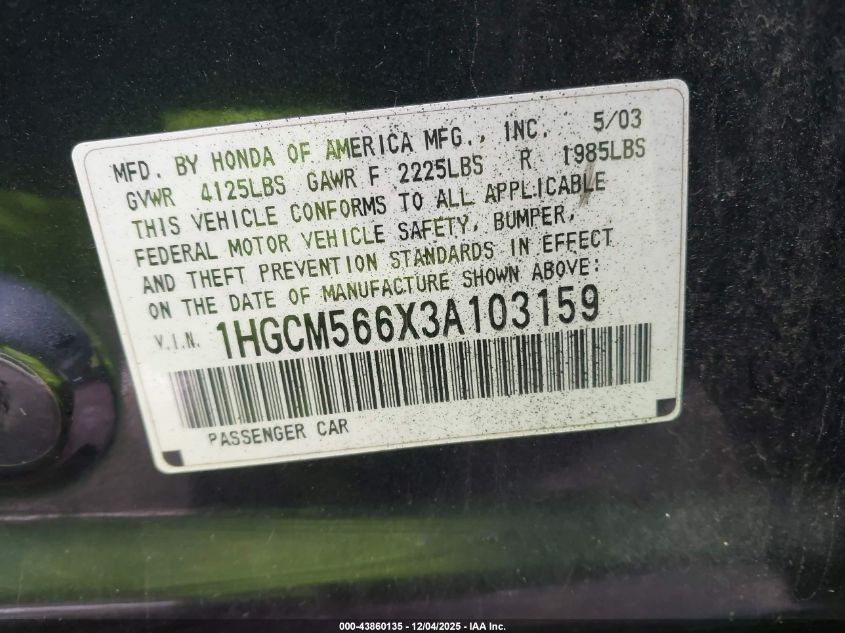 MFD. BY HONDA OF AMERICA MFG., INC. 5/03
GVWR 4125LBS GAWR F 2225LBS R 1985LBS
THIS VEHICLE CONFORMS TO ALL APPLICABLE
FEDERAL MOTOR VEHICLE SAFETY, BUMPER,
AND THEFT PREVENTION STANDARDS IN EFFECT
ON THE DATE OF MANUFACTURE SHOWN ABOVE:
V.I.N. 1HGCM566X3A103159
PASSENGER CAR
000-43860135 - 12/04/2025 - IAA Inc.